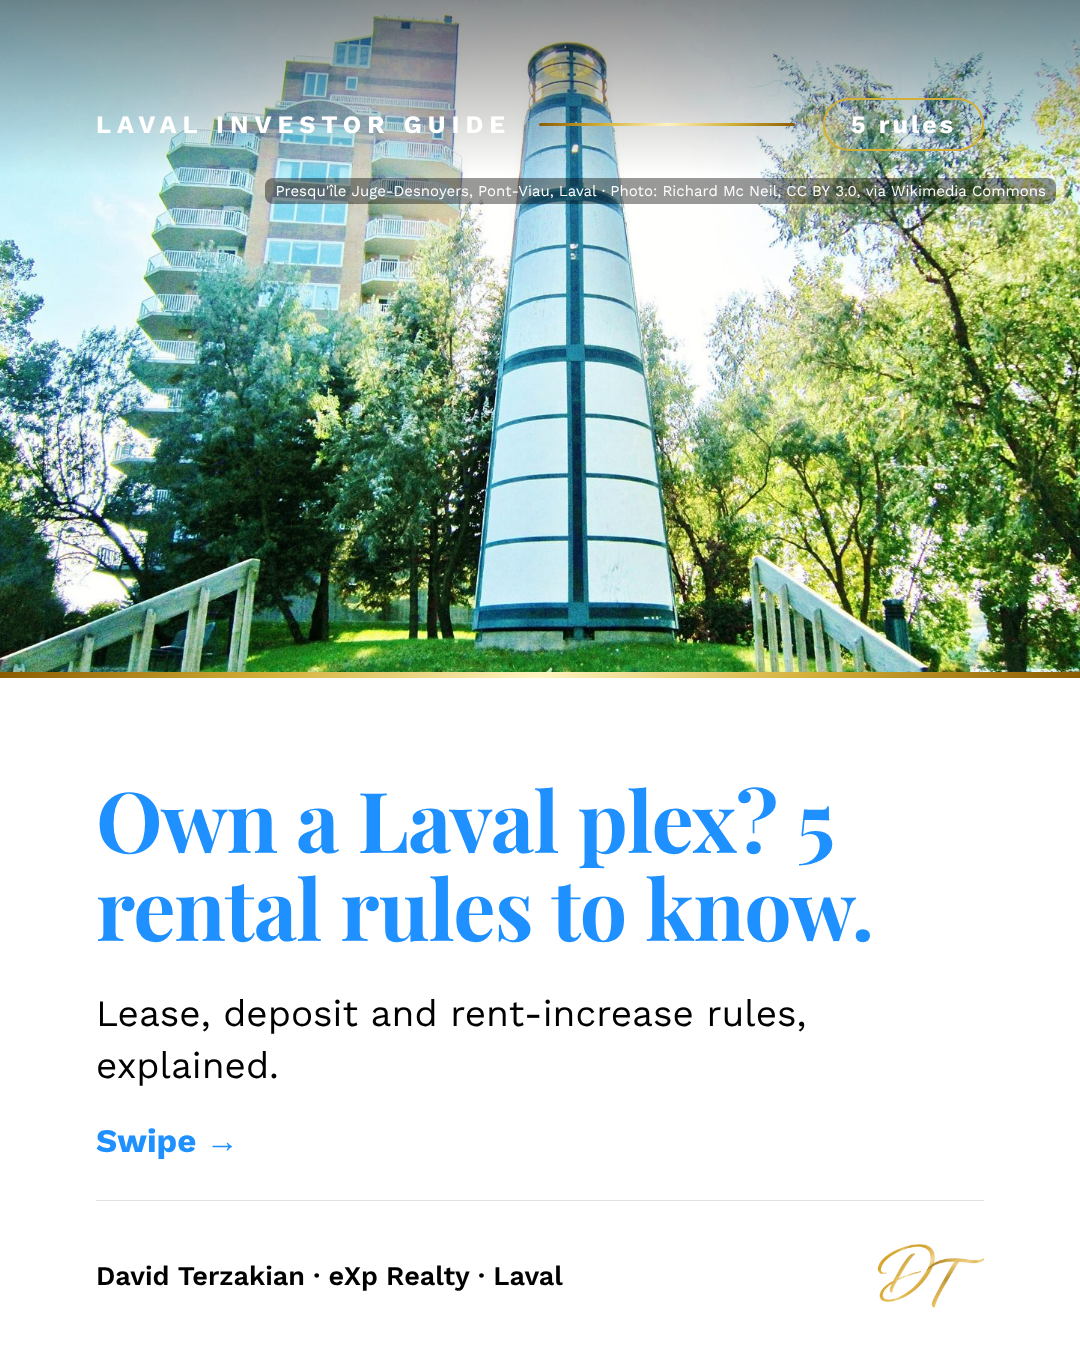 LAVAL INVESTOR GUIDE
5 rules
Presqu'île Juge-Desnoyers, Pont-Viau, Laval · Photo: Richard Mc Neil, CC BY 3.0, via Wikimedia Commons
Own a Laval plex? 5
rental rules to know.
Lease, deposit and rent-increase rules,
explained.
Swipe →
David Terzakian · eXp Realty · Laval
DT